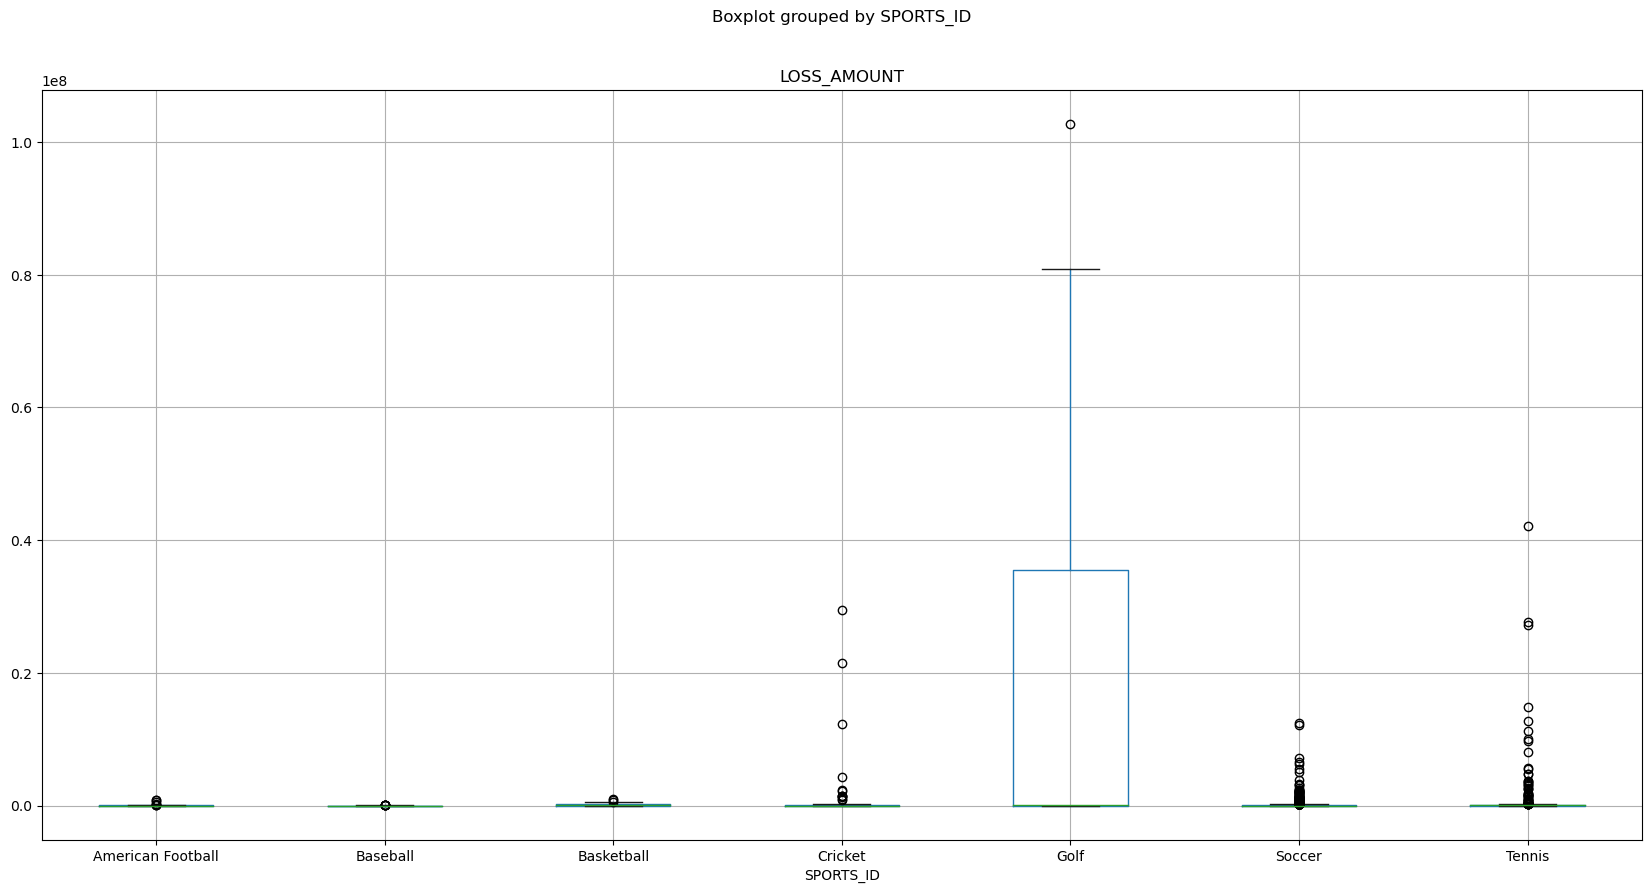 Boxplot grouped by SPORTS_ID
LOSS_AMOUNT
1e8
1.0
0.8
0.6
0.4
0.2
0.0
American Football Baseball Basketball Cricket Golf Soccer Tennis
SPORTS_ID